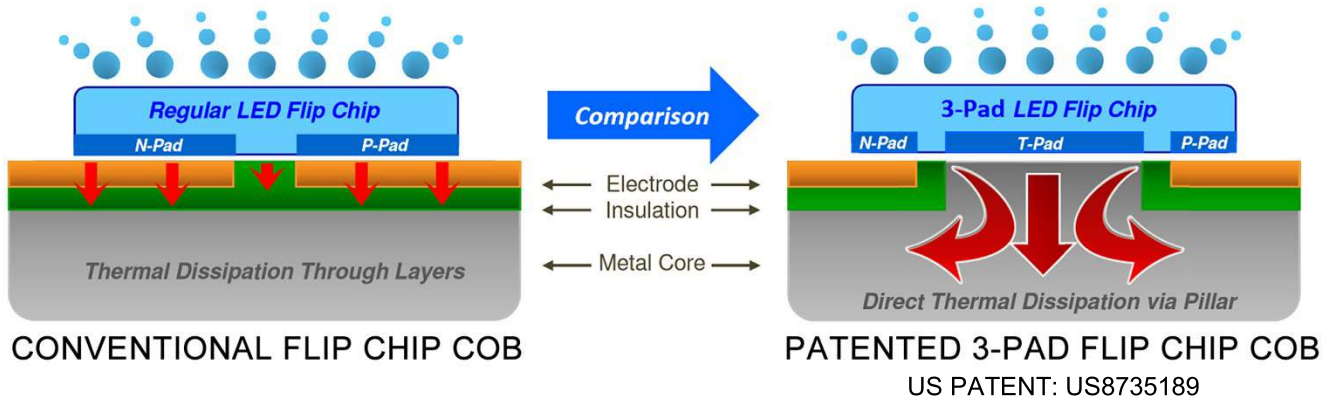 Regular LED Flip Chip
N-Pad
P-Pad
Thermal Dissipation Through Layers
CONVENTIONAL FLIP CHIP COB
Comparison
Electrode
Insulation
Metal Core
3-Pad LED Flip Chip
N-Pad
T-Pad
P-Pad
Direct Thermal Dissipation via Pillar
PATENTED 3-PAD FLIP CHIP COB
US PATENT: US8735189